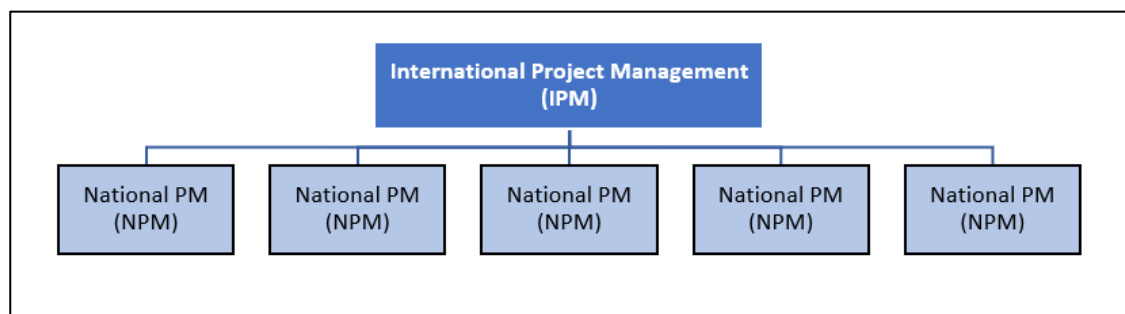 International Project Management
(IPM)
National PM
(NPM)
National PM
(NPM)
National PM
(NPM)
National PM
(NPM)
National PM
(NPM)